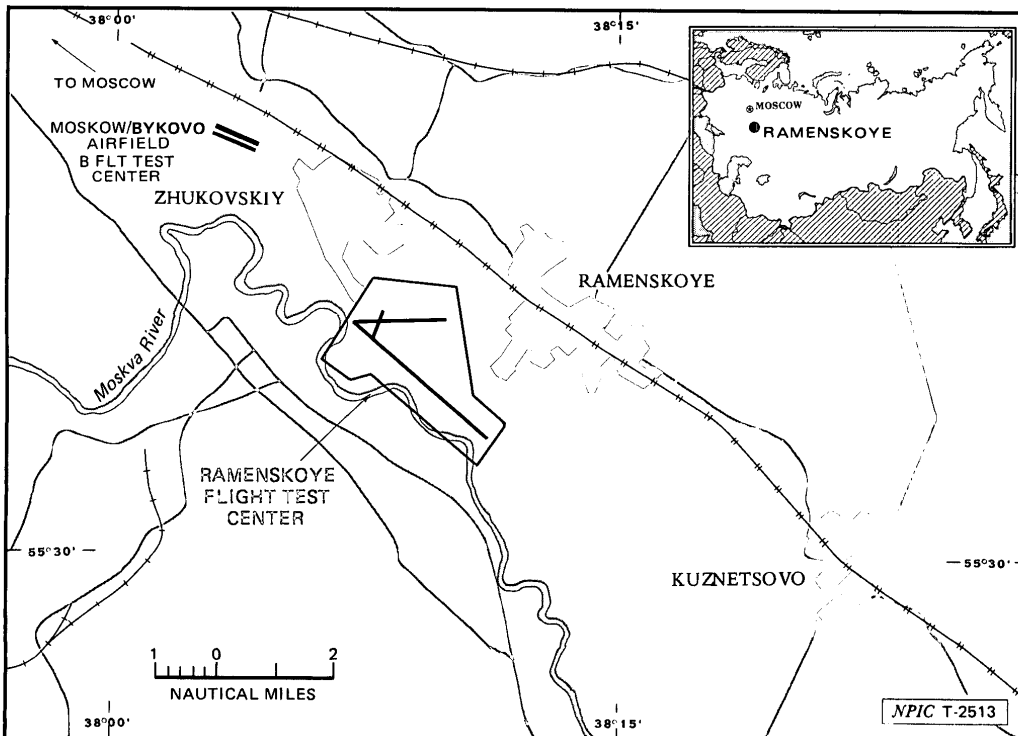 38°00'
38°15'
TO MOSCOW
MOSKOW/BYKOVO
AIRFIELD
B FLT TEST
CENTER
MOSCOW
RAMENSKOYE
ZHUKOVSKIY
RAMENSKOYE
Moskva River
RAMENSKOYE
FLIGHT TEST
CENTER
55°30'
55°30'
KUZNETSOVO
1 0 2
NAUTICAL MILES
38°00'
38°15'
NPIC T-2513